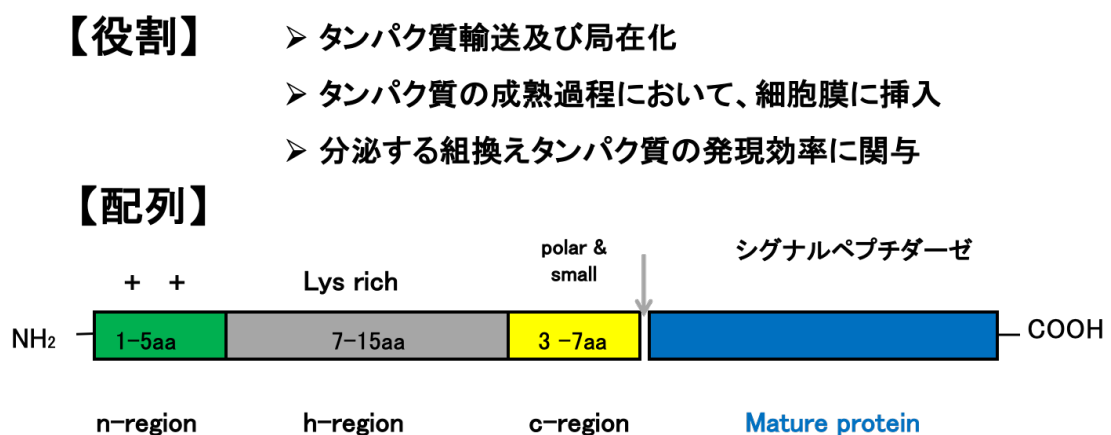 【役割】
➢ タンパク質輸送及び局在化
➢ タンパク質の成熟過程において、細胞膜に挿入
➢ 分泌する組換えタンパク質の発現効率に関与
【配列】
polar &
small
シグナルペプチダーゼ
+ +
Lys rich
NH2
1-5aa
7-15aa
3 -7aa
COOH
n-region
h-region
c-region
Mature protein